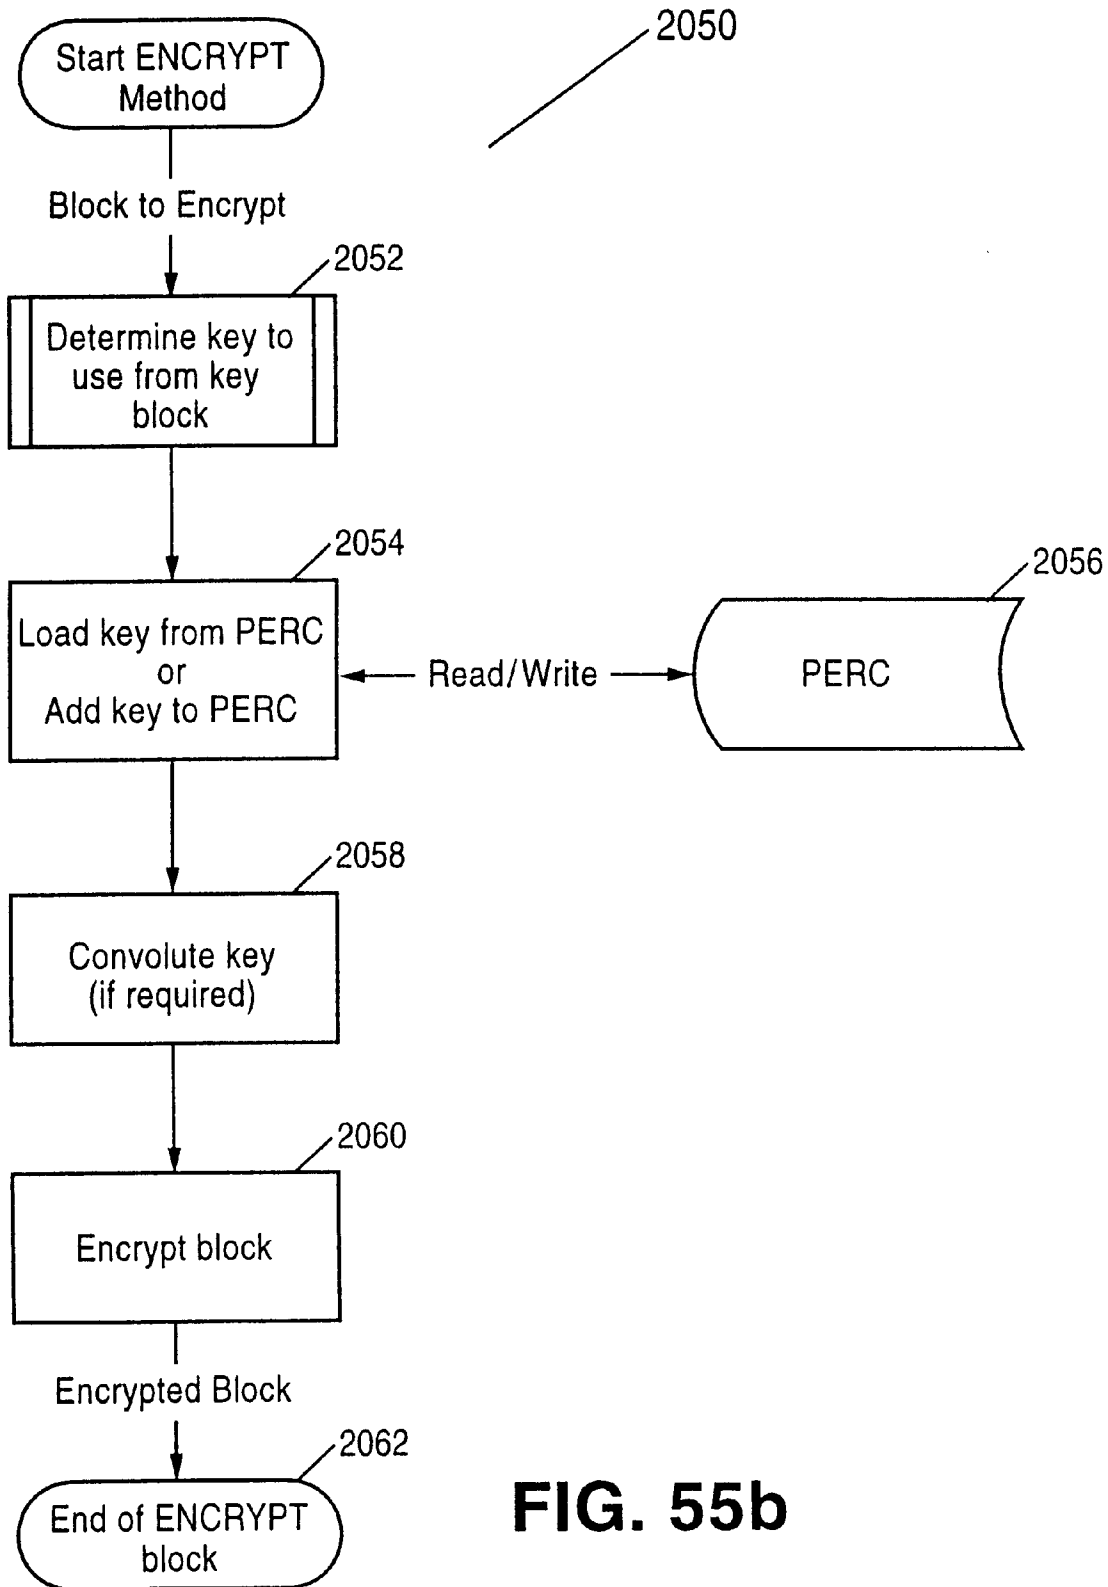 2050
Start ENCRYPT
Method
Block to Encrypt
2052
Determine key to
use from key
block
2054
Load key from PERC
or
Add key to PERC
Read/Write
2056
PERC
2058
Convolute key
(if required)
2060
Encrypt block
Encrypted Block
2062
End of ENCRYPT
block
FIG. 55b